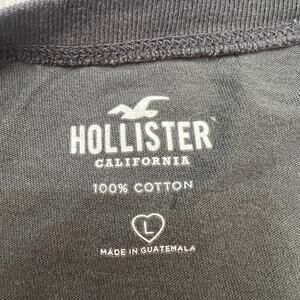 HOLLISTER
CALIFORNIA
100% COTTON
L
MADE IN GUATEMALA